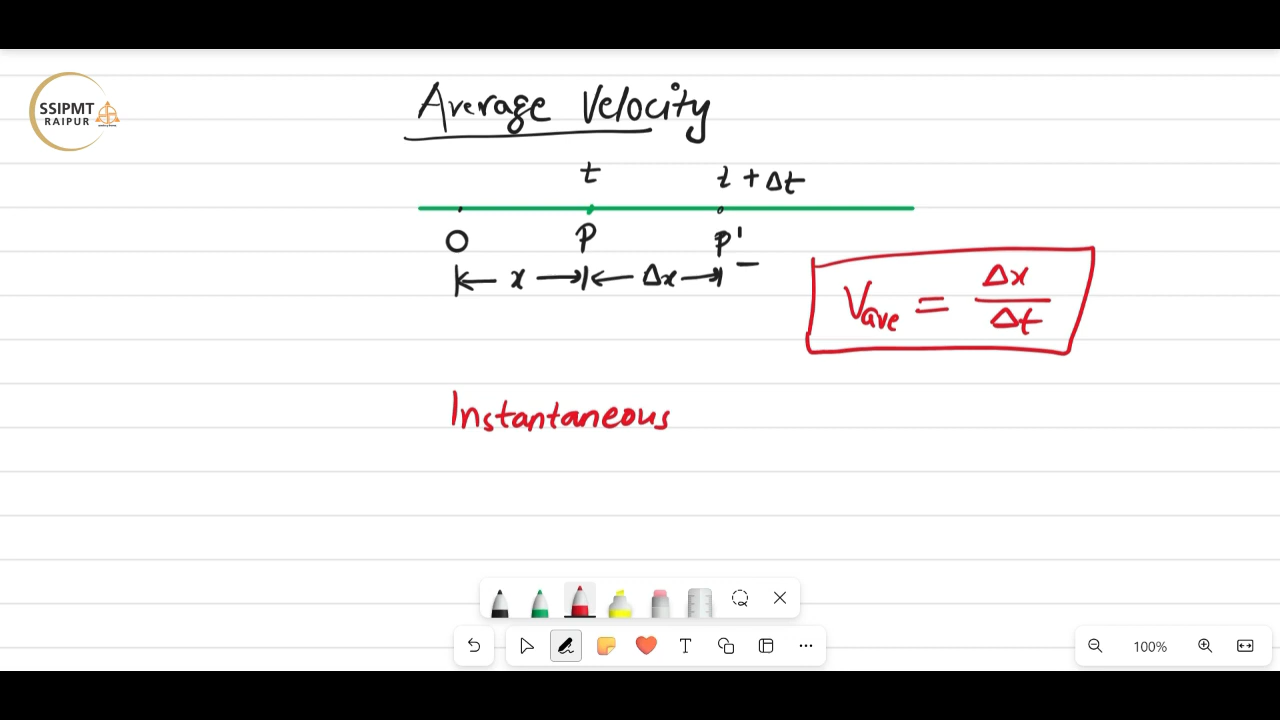 SSIPMT
RAIPUR
Average Velocity
t t + Δt
O P P'
x Δx
Vave = Δx/Δt
Instantaneous
T
100%